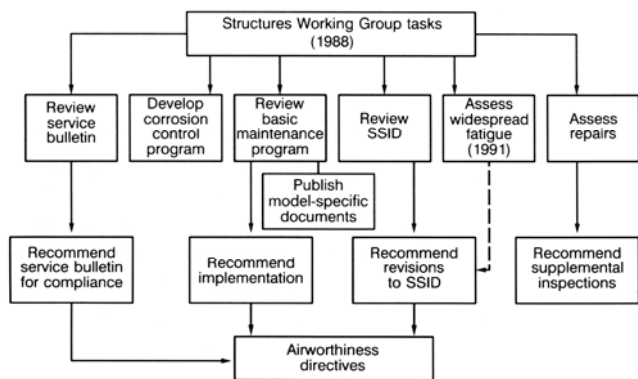 Structures Working Group tasks
(1988)
Review
service
bulletin
Develop
corrosion
control
program
Review
basic
maintenance
program
Review
SSID
Assess
widespread
fatigue
(1991)
Assess
repairs
Publish
model-specific
documents
Recommend
service bulletin
for compliance
Recommend
implementation
Recommend
revisions
to SSID
Recommend
supplemental
inspections
Airworthiness
directives